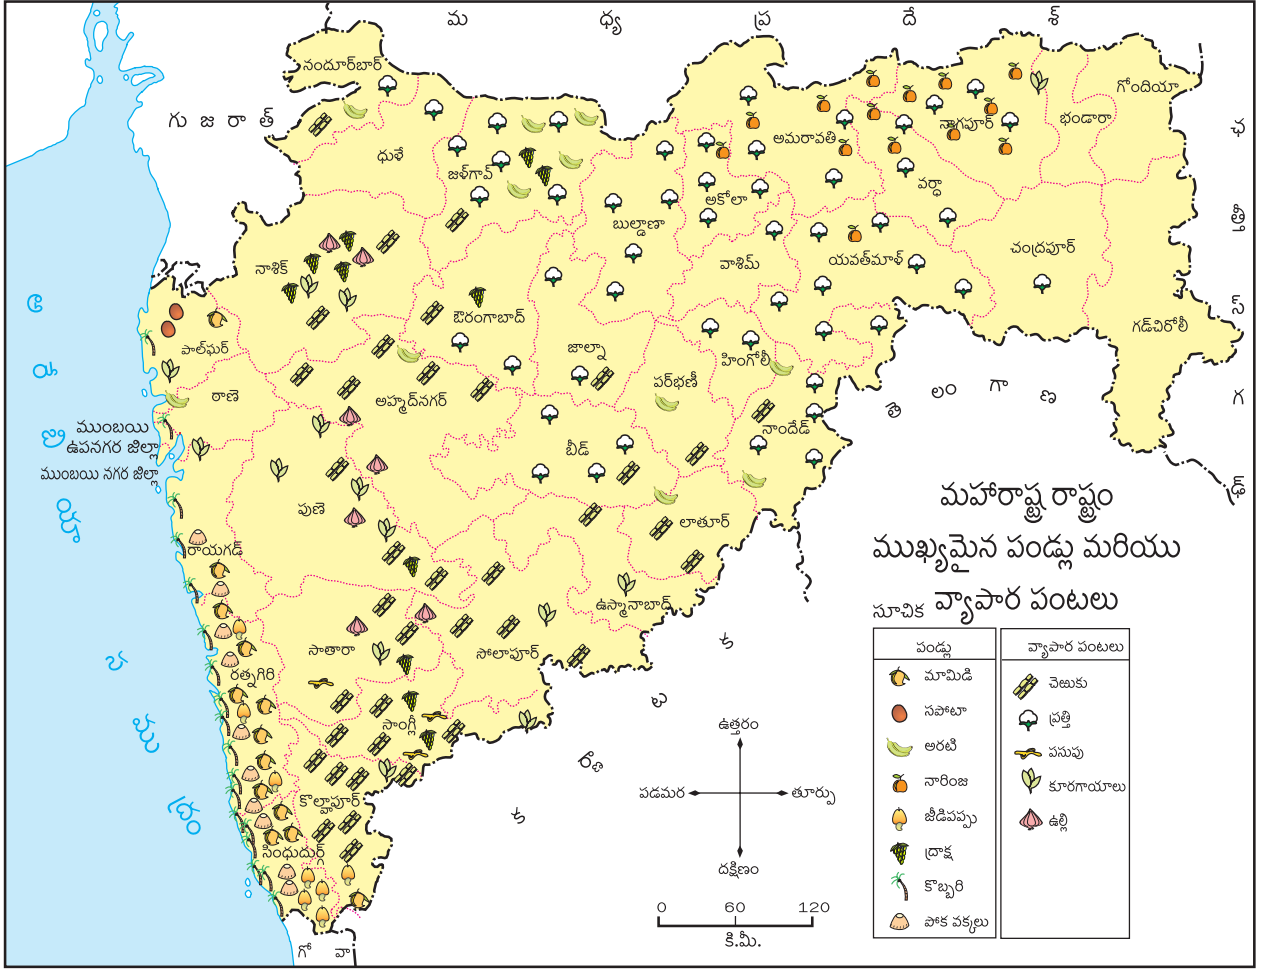 మ ధ్య ప్ర దే శ్
నందూర్‌బార్
గోందియా
గు జ రా త్
భండారా
నాగపూర్
ఛ
అమరావతి
ధుళే
జళ్‌గావ్
వర్ధా
అకోలా
బుల్డాణా
త్తీ
చంద్రపూర్
నాశిక్
వాశిమ్
యవత్‌మాళ్
స్
ఔరంగాబాద్
గడ్‌చిరోలీ
పాల్‌ఘర్
జాల్నా
హింగోలీ
పర్‌భణీ
ఠాణె
అహ్మద్‌నగర్
తె లం గా ణ
గ
ముంబయి
ఉపనగర జిల్లా
ముంబయి నగర జిల్లా
నాందేడ్
బీడ్
ఢ్
పుణె
లాతూర్
మహారాష్ట్ర రాష్ట్రం
ముఖ్యమైన పండ్లు మరియు
వ్యాపార పంటలు
రాయగడ్
ఉస్మానాబాద్
సూచిక
సాతారా
సోలాపూర్
రత్నగిరి
సాంగ్లీ
కొల్హాపూర్
సింధుదుర్గ్
అ రే బి యా
స ము ద్రం
క ర్ణా ట క
గో వా
ఉత్తరం
పడమర
తూర్పు
దక్షిణం
0 60 120
కి.మీ.
పండ్లు
మామిడి
సపోటా
అరటి
నారింజ
జీడిపప్పు
ద్రాక్ష
కొబ్బరి
పోక వక్కలు
వ్యాపార పంటలు
చెఱుకు
ప్రత్తి
పసుపు
కూరగాయలు
ఉల్లి